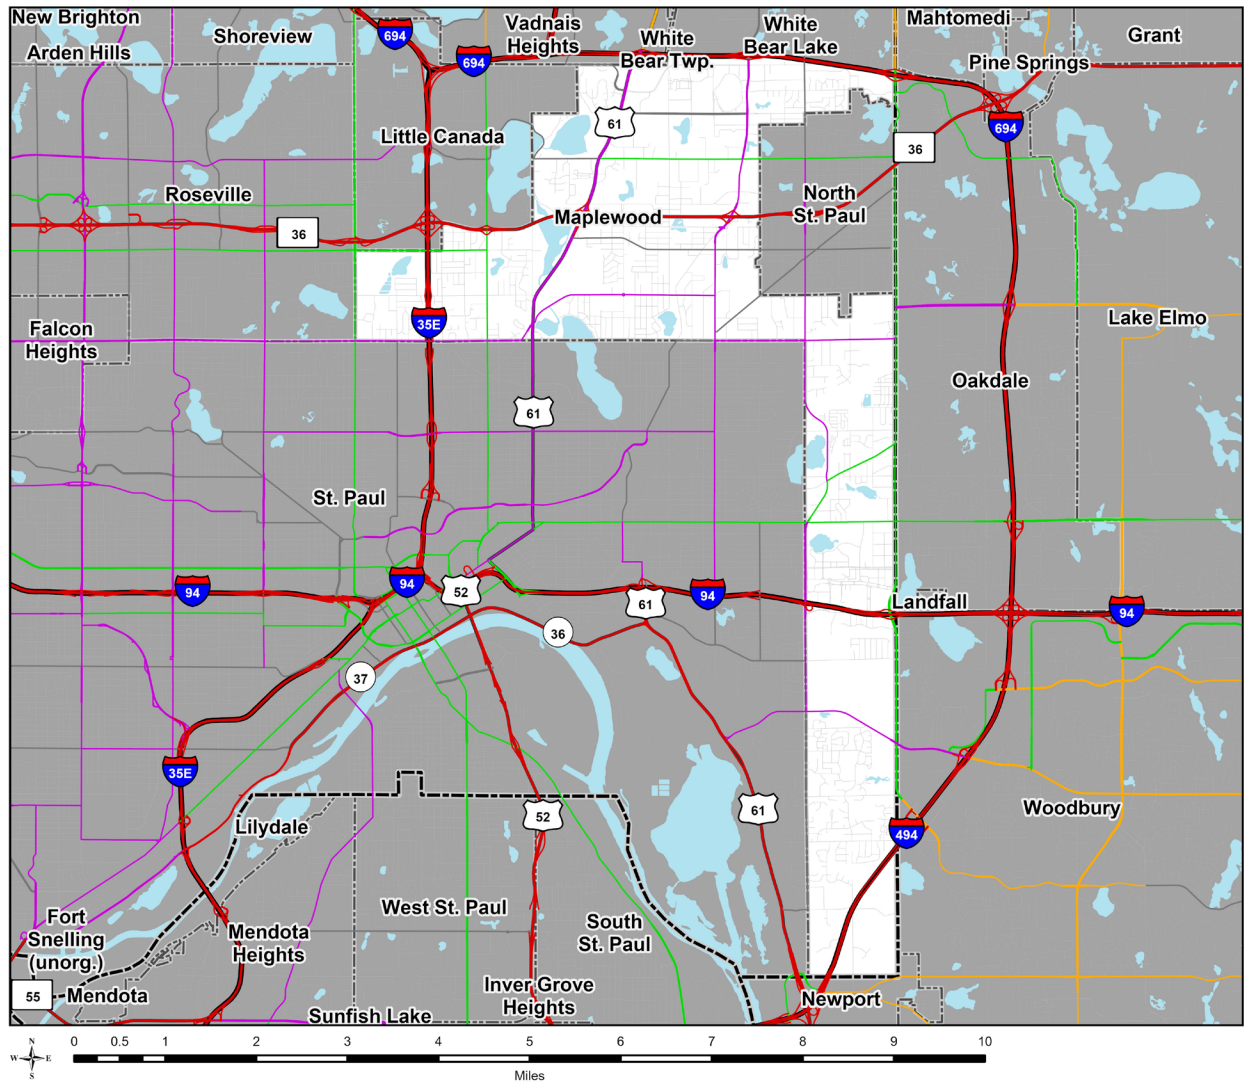 New Brighton
Arden Hills
Shoreview
694
694
Vadnais
Heights
White
Bear Twp.
White
Bear Lake
Mahtomedi
Grant
Pine Springs
61
Little Canada
694
36
Roseville
North
St. Paul
Maplewood
36
35E
Falcon
Heights
Lake Elmo
Oakdale
61
St. Paul
94
94
52
61
94
Landfall
94
36
37
35E
61
52
Lilydale
494
Woodbury
West St. Paul
South
St. Paul
Fort
Snelling
(unorg.)
Mendota
Heights
55
Mendota
Inver Grove
Heights
Newport
Sunfish Lake
N
W
E
S
0
0.5
1
2
3
4
5
6
7
8
9
10
Miles